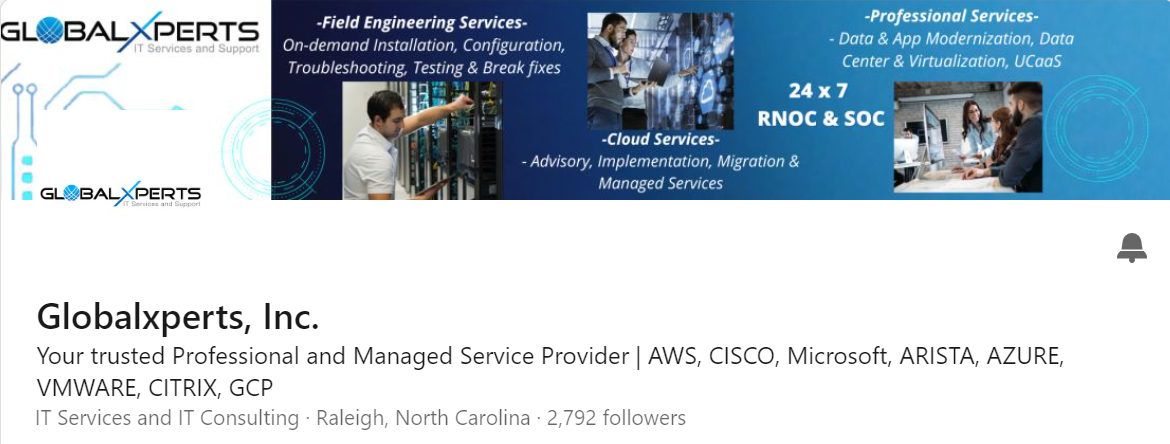 GLOBALXPERTS
IT Services and Support
-Field Engineering Services-
On-demand Installation, Configuration,
Troubleshooting, Testing & Break fixes
-Cloud Services-
- Advisory, Implementation, Migration &
Managed Services
-Professional Services-
- Data & App Modernization, Data
Center & Virtualization, UCaaS
24 x 7
RNOC & SOC
GLOBALXPERTS
IT Services and Support
Globalxperts, Inc.
Your trusted Professional and Managed Service Provider | AWS, CISCO, Microsoft, ARISTA, AZURE,
VMWARE, CITRIX, GCP
IT Services and IT Consulting · Raleigh, North Carolina · 2,792 followers